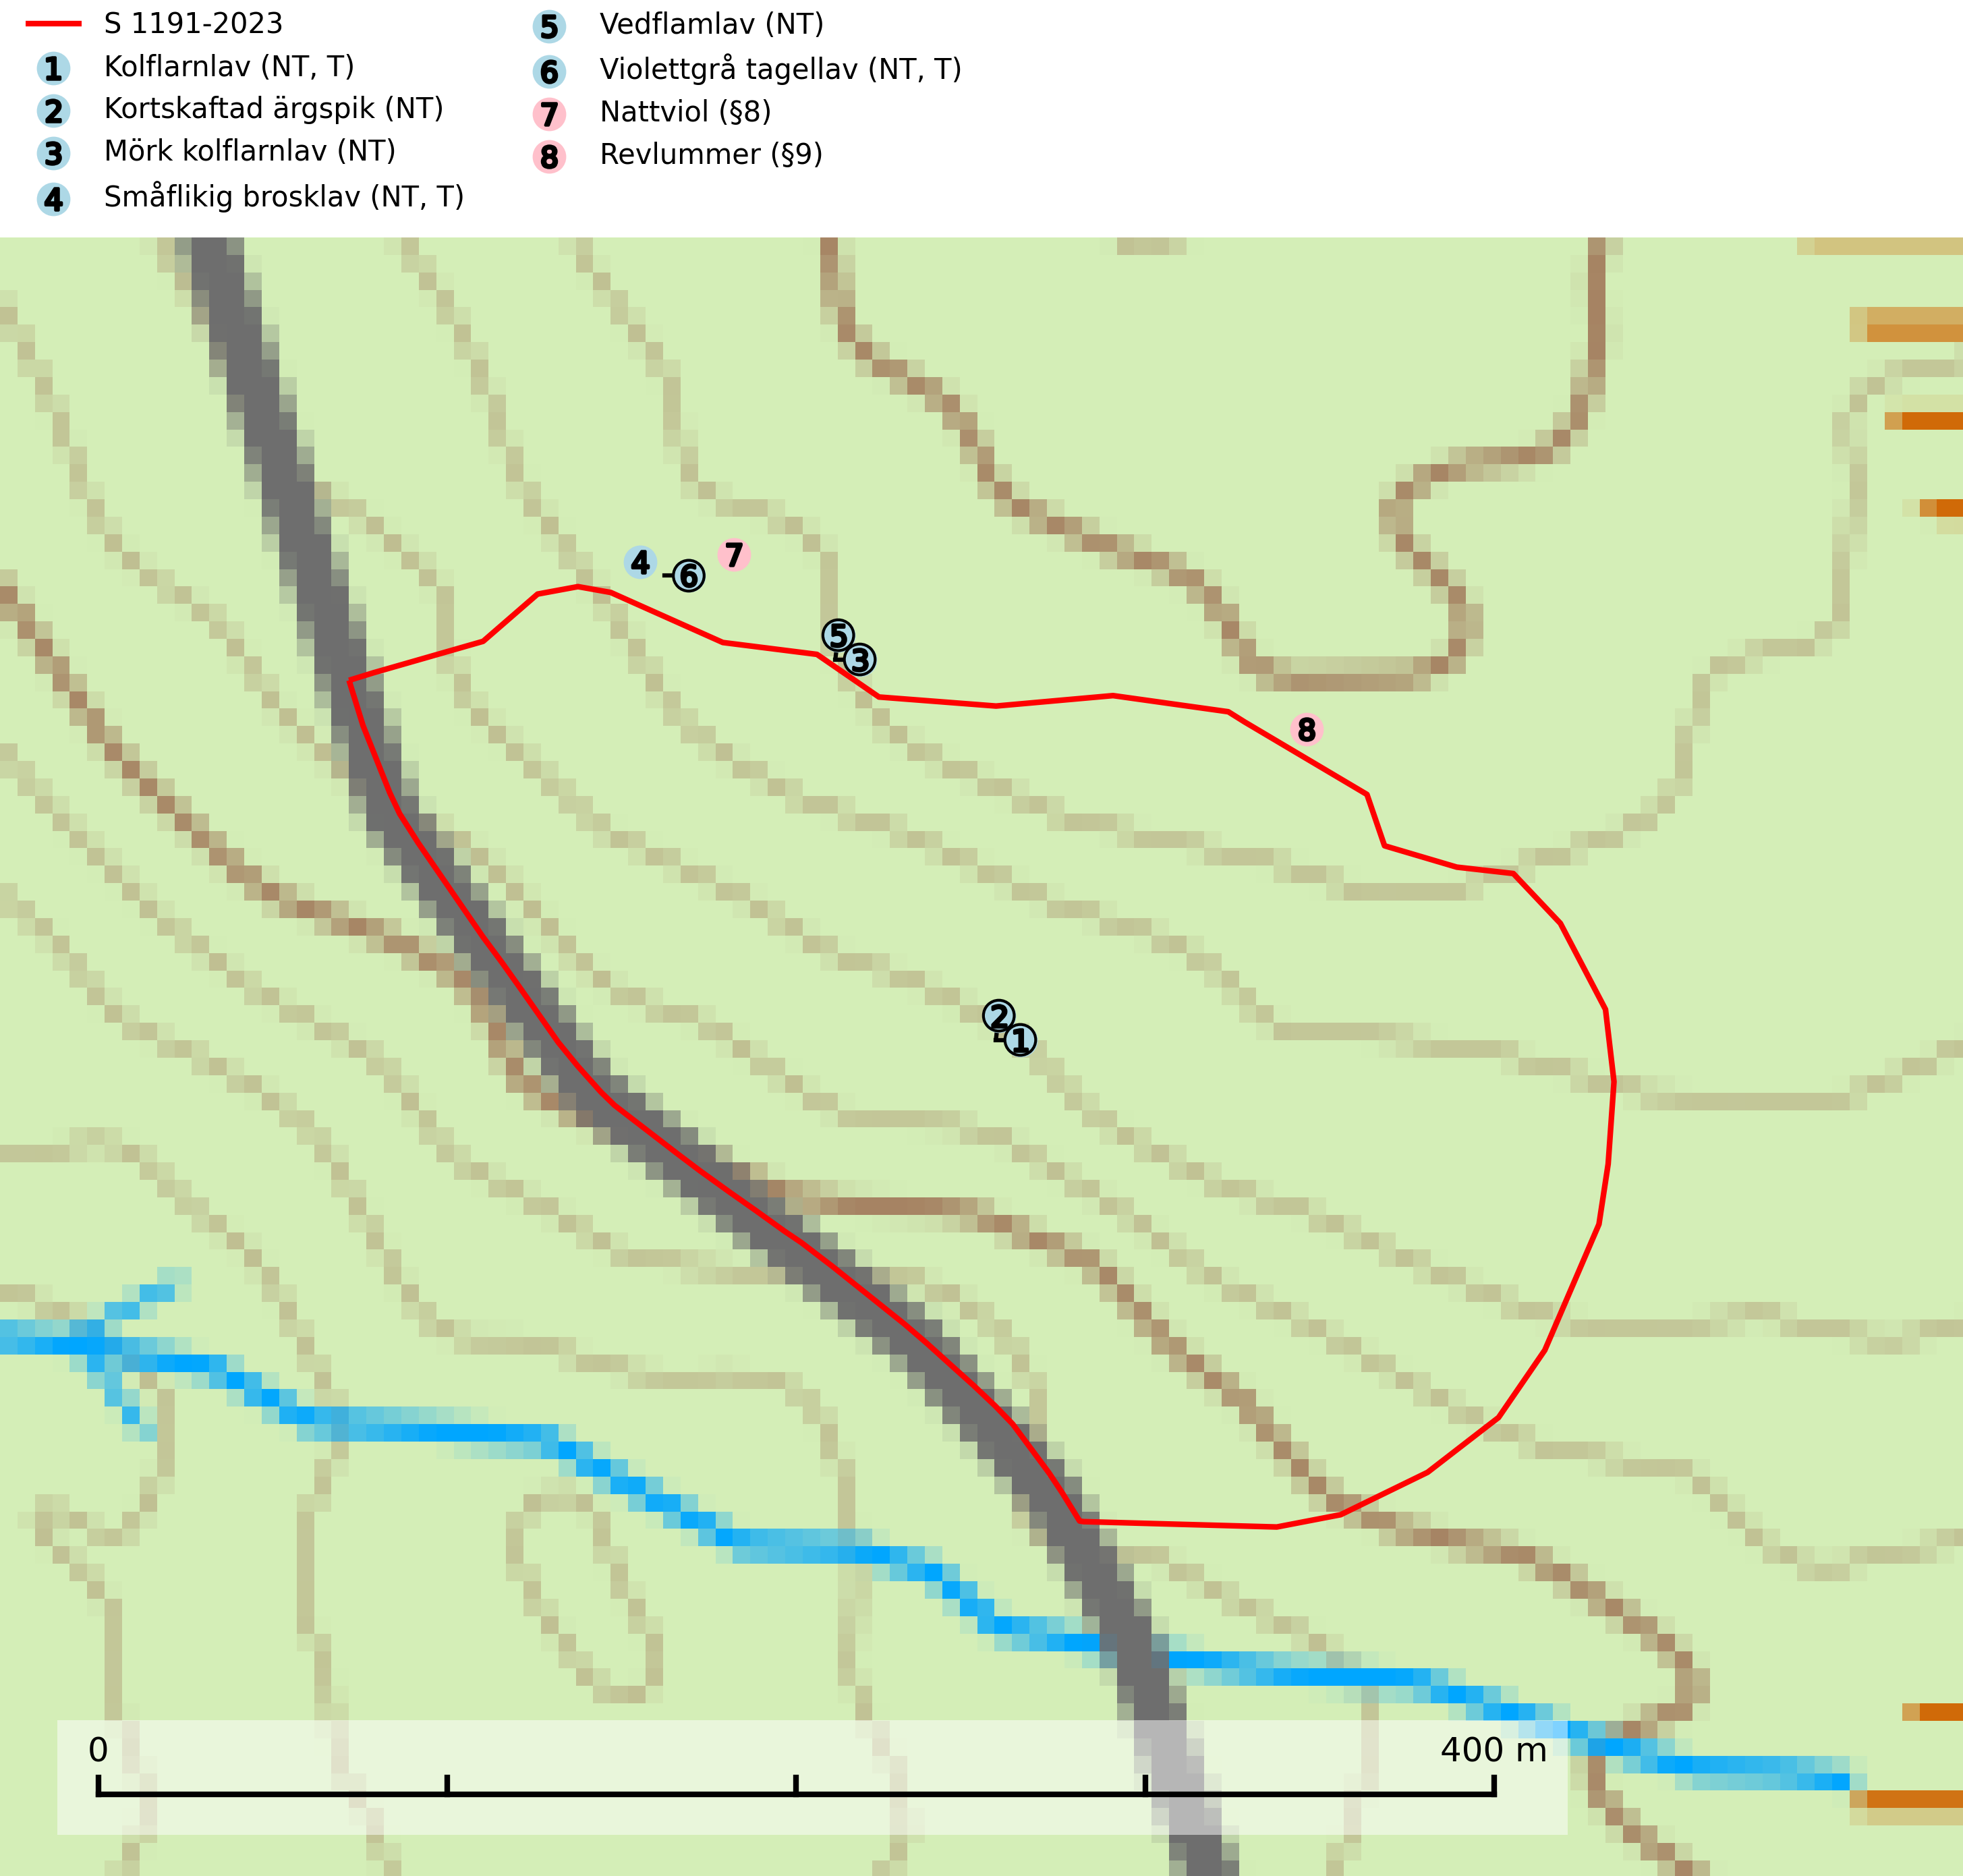 S 1191-2023
1 Kolflarnlav (NT, T)
2 Kortskaftad ärgspik (NT)
3 Mörk kolflarnlav (NT)
4 Småflikig brosklav (NT, T)
5 Vedflamlav (NT)
6 Violettgrå tagellav (NT, T)
7 Nattviol (§8)
8 Revlummer (§9)
4 6 7
5
3
8
2
1
0 400 m